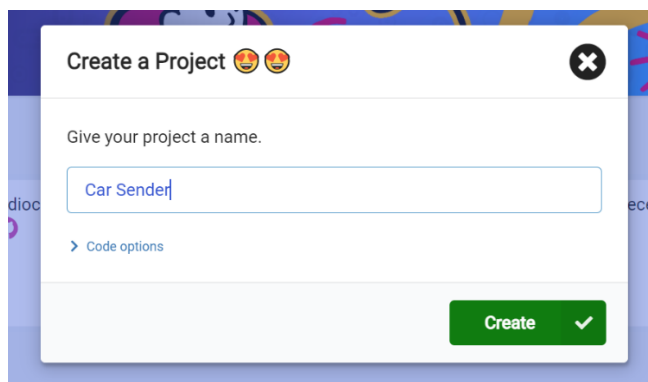 Create a Project 😍 😍
Give your project a name.
Car Sender
Code options
Create